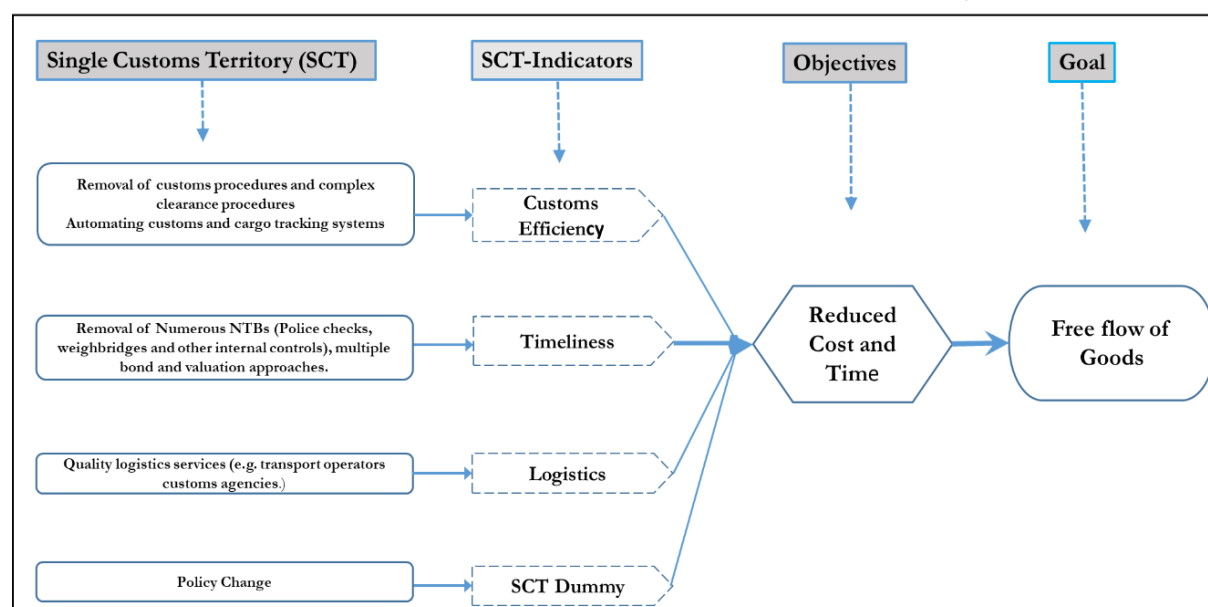 Single Customs Territory (SCT)
SCT-Indicators
Objectives
Goal
Removal of customs procedures and complex
clearance procedures
Automating customs and cargo tracking systems
Customs
Efficiency
Removal of Numerous NTBs (Police checks,
weighbridges and other internal controls), multiple
bond and valuation approaches.
Timeliness
Reduced
Cost and
Time
Free flow of
Goods
Quality logistics services (e.g. transport operators
customs agencies.)
Logistics
Policy Change
SCT Dummy